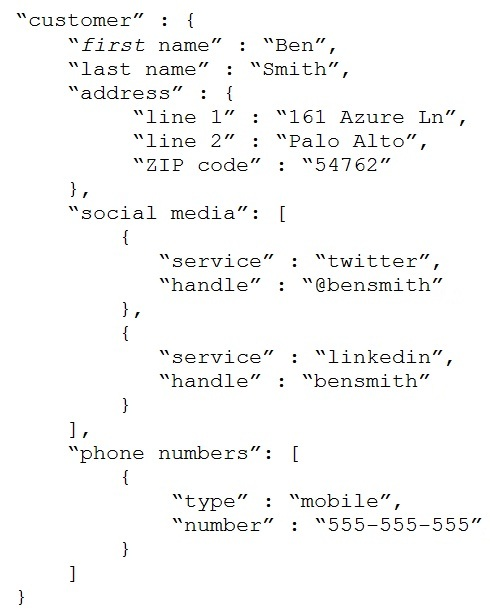 “customer” : {
“first name” : “Ben”,
“last name” : “Smith”,
“address” : {
“line 1” : “161 Azure Ln”,
“line 2” : “Palo Alto”,
“ZIP code” : “54762”
},
“social media”: [
{
“service” : “twitter”,
“handle” : “@bensmith”
},
{
“service” : “linkedin”,
“handle” : “bensmith”
}
],
“phone numbers”: [
{
“type” : “mobile”,
“number” : “555-555-555”
}
]
}